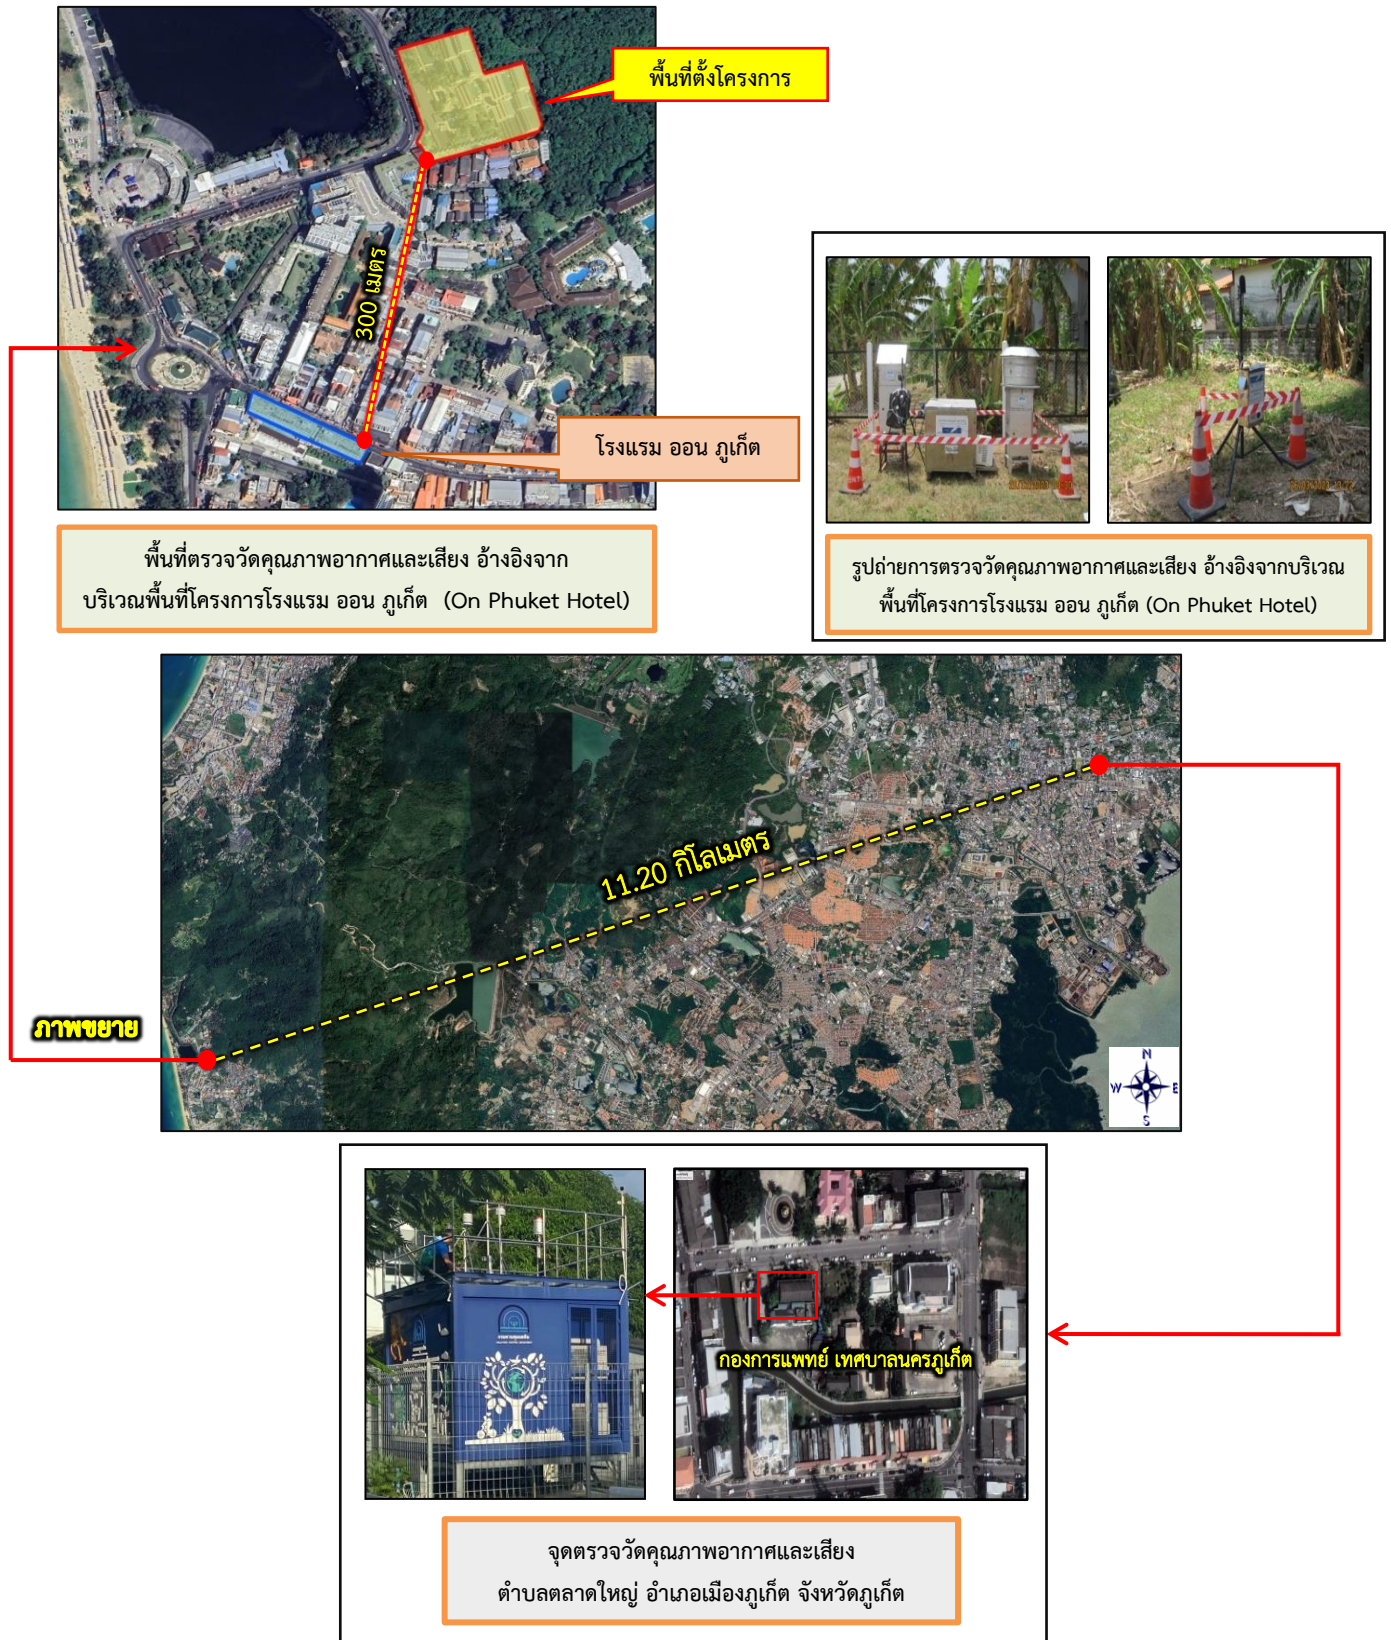 พื้นที่ตั้งโครงการ
300 เมตร
โรงแรม ออน ภูเก็ต
พื้นที่ตรวจวัดคุณภาพอากาศและเสียง อ้างอิงจาก
บริเวณพื้นที่โครงการโรงแรม ออน ภูเก็ต (On Phuket Hotel)
รูปถ่ายการตรวจวัดคุณภาพอากาศและเสียง อ้างอิงจากบริเวณ
พื้นที่โครงการโรงแรม ออน ภูเก็ต (On Phuket Hotel)
11.20 กิโลเมตร
ภาพขยาย
N
W E
S
กรมควบคุมมลพิษ
กองการแพทย์ เทศบาลนครภูเก็ต
จุดตรวจวัดคุณภาพอากาศและเสียง
ตำบลตลาดใหญ่ อำเภอเมืองภูเก็ต จังหวัดภูเก็ต